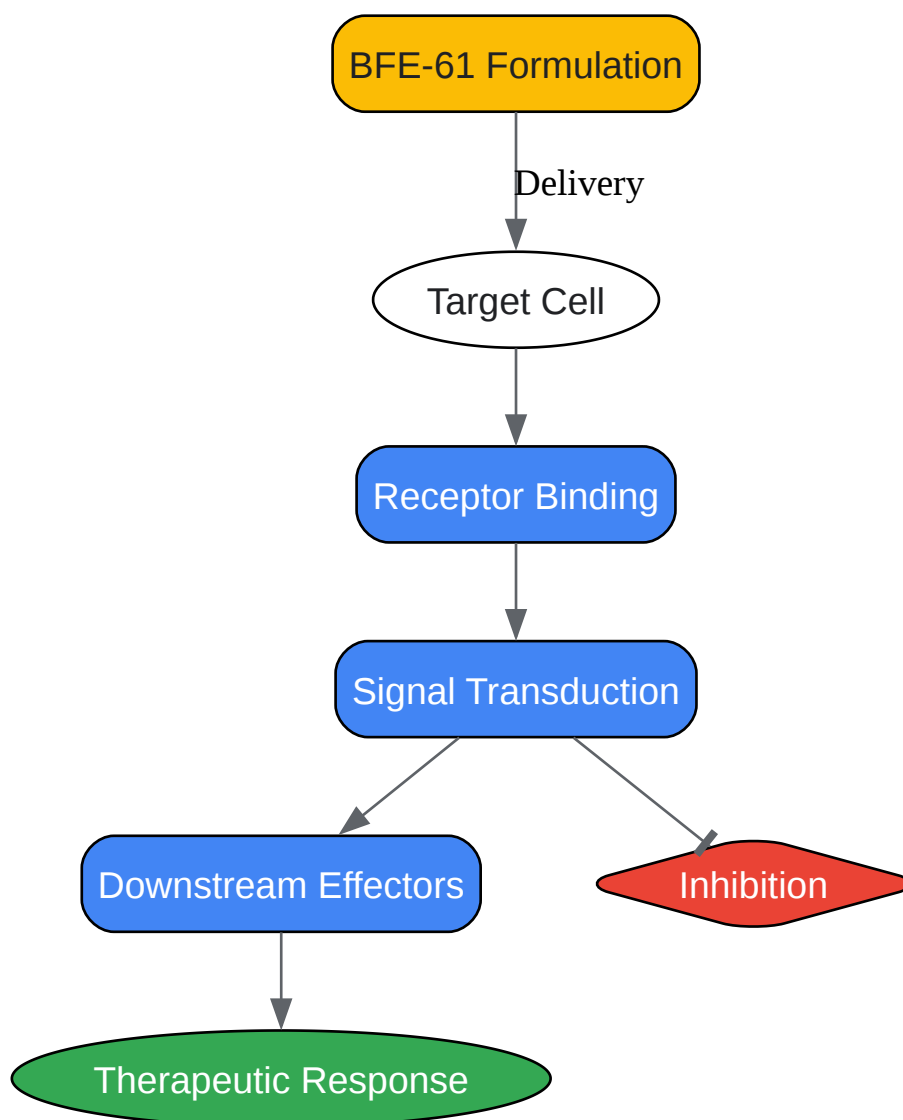 BFE-61 Formulation
Delivery
Target Cell
Receptor Binding
Signal Transduction
Downstream Effectors
Inhibition
Therapeutic Response